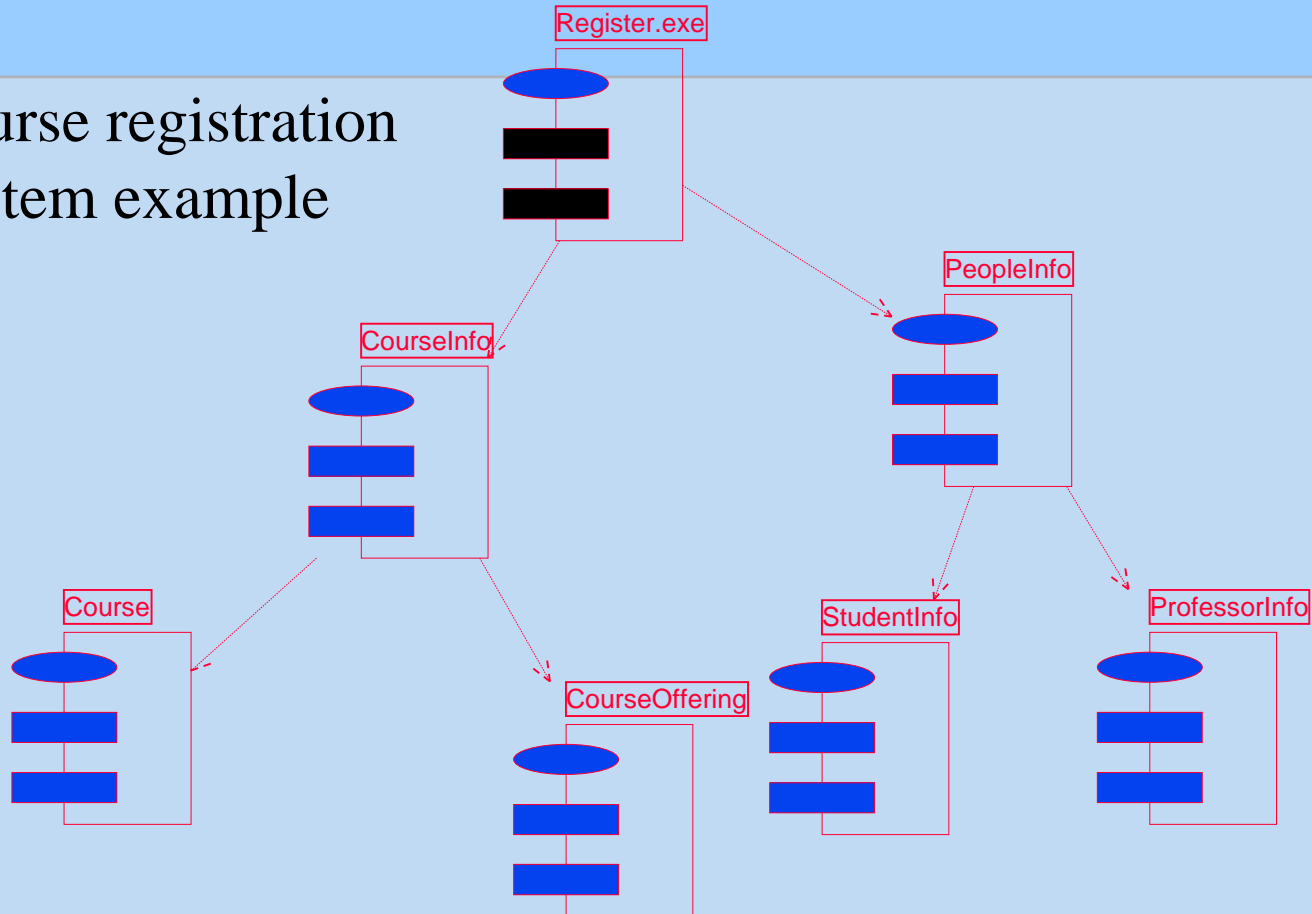 Register.exe
urse registration
tem example
PeopleInfo
CourseInfo
Course
StudentInfo
ProfessorInfo
CourseOffering